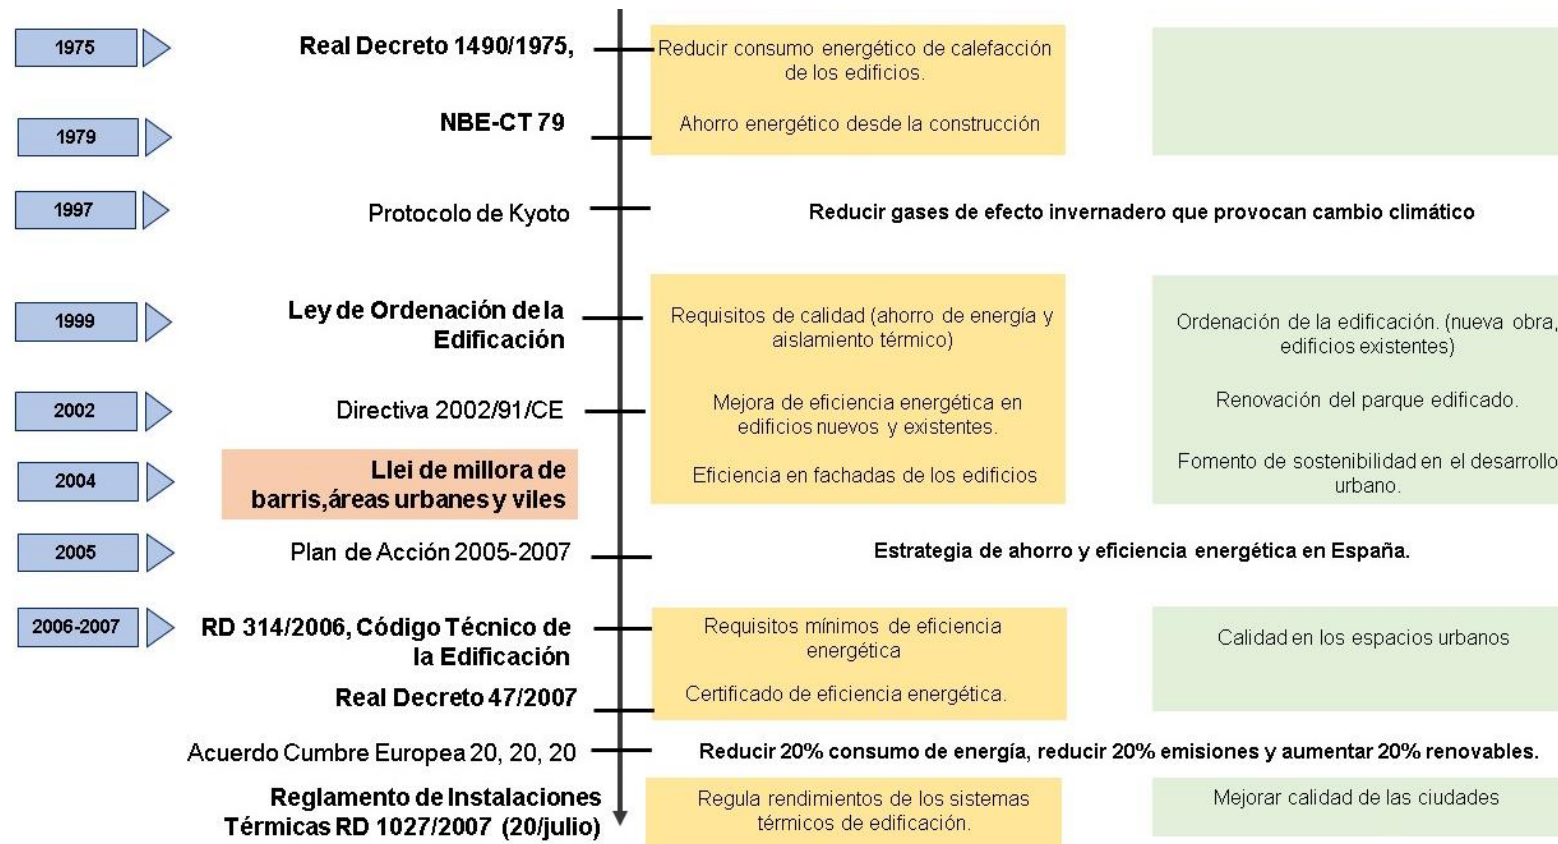 1975
Real Decreto 1490/1975,
Reducir consumo energético de calefacción
de los edificios.
1979
NBE-CT 79
Ahorro energético desde la construcción
1997
Protocolo de Kyoto
Reducir gases de efecto invernadero que provocan cambio climático
1999
Ley de Ordenación de la
Edificación
Requisitos de calidad (ahorro de energía y
aislamiento térmico)
Ordenación de la edificación. (nueva obra,
edificios existentes)
2002
Directiva 2002/91/CE
Mejora de eficiencia energética en
edificios nuevos y existentes.
Renovación del parque edificado.
2004
Llei de millora de
barris,áreas urbanes y viles
Eficiencia en fachadas de los edificios
Fomento de sostenibilidad en el desarrollo
urbano.
2005
Plan de Acción 2005-2007
Estrategia de ahorro y eficiencia energética en España.
2006-2007
RD 314/2006, Código Técnico de
la Edificación
Requisitos mínimos de eficiencia
energética
Calidad en los espacios urbanos
Real Decreto 47/2007
Certificado de eficiencia energética.
Acuerdo Cumbre Europea 20, 20, 20
Reducir 20% consumo de energía, reducir 20% emisiones y aumentar 20% renovables.
Reglamento de Instalaciones
Térmicas RD 1027/2007 (20/julio)
Regula rendimientos de los sistemas
térmicos de edificación.
Mejorar calidad de las ciudades